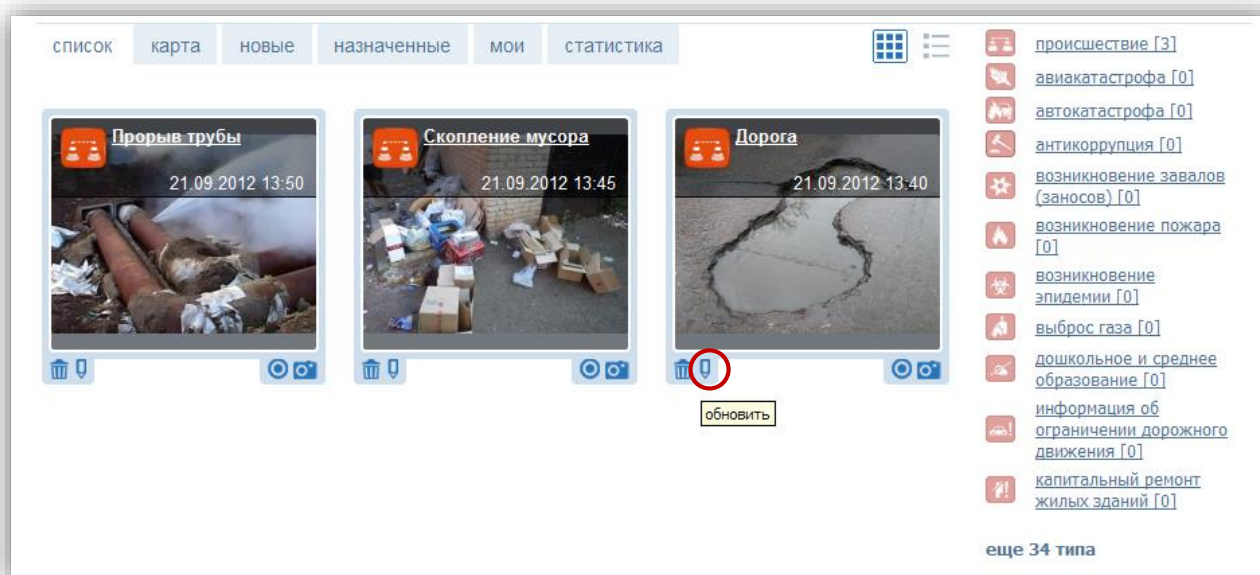 список
карта
новые
назначенные
мои
статистика
Прорыв трубы
21.09.2012 13:50
Скопление мусора
21.09.2012 13:45
Дорога
21.09.2012 13:40
обновить
происшествие [3]
авиакатастрофа [0]
автокатастрофа [0]
антикоррупция [0]
возникновение завалов
(заносов) [0]
возникновение пожара
[0]
возникновение
эпидемии [0]
выброс газа [0]
дошкольное и среднее
образование [0]
информация об
ограничении дорожного
движения [0]
капитальный ремонт
жилых зданий [0]
еще 34 типа